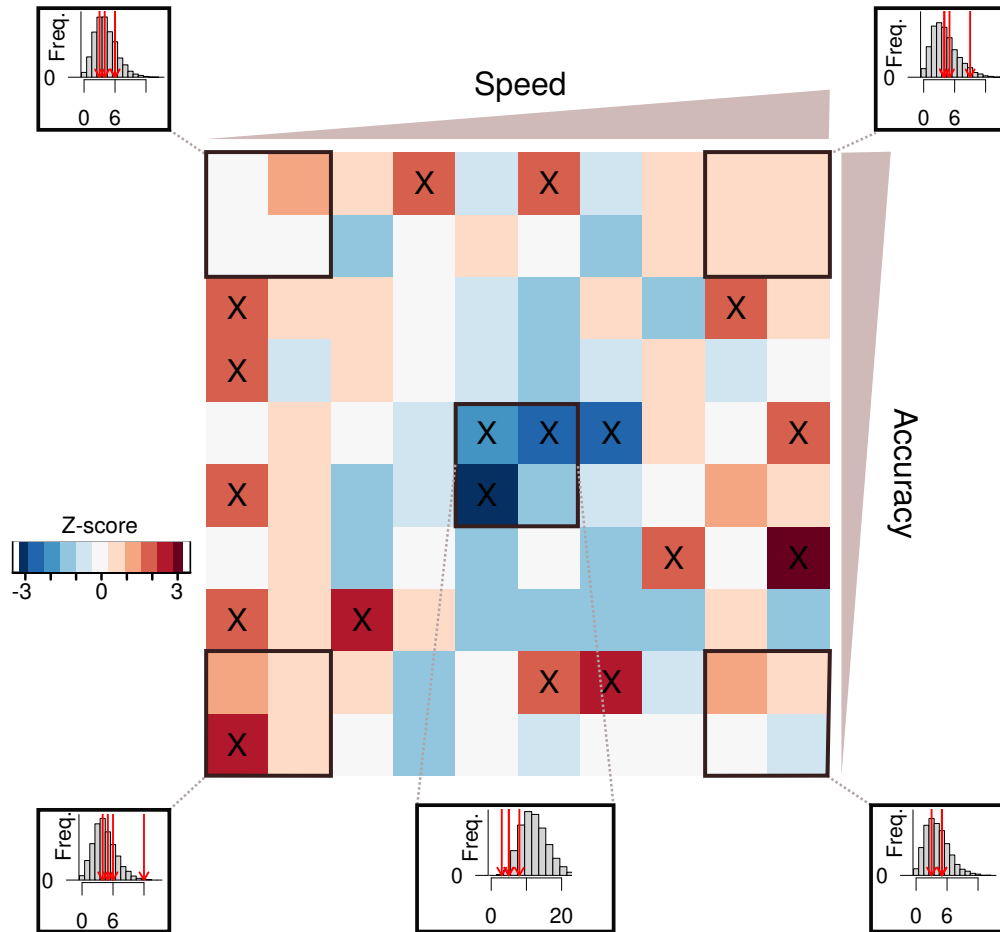 Freq.
0
0 6
Freq.
0
0 6
Speed
X X
X X
X
Accuracy
X X X X
X X
Z-score
-3 0 3
X X
X X
X X
X
Freq.
0
0 6
Freq.
0
0 20
Freq.
0
0 6